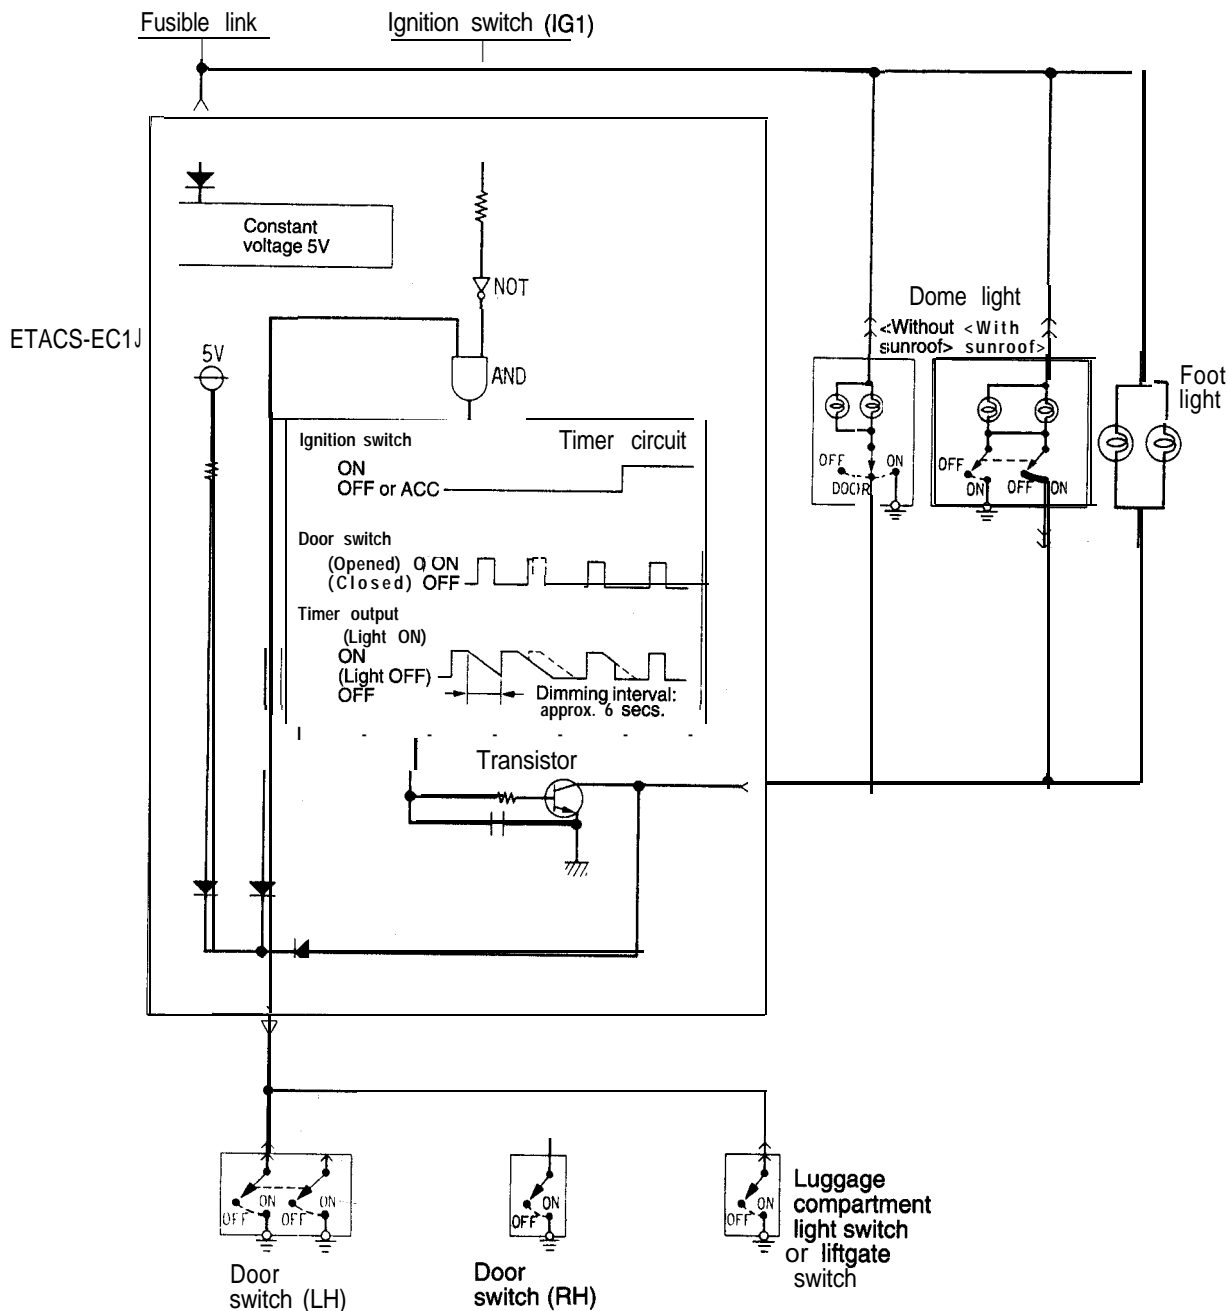 Fusible link
Ignition switch (IG1)
Constant
voltage 5V
NOT
ETACS-EC1J
5V
AND
Dome light
<Without <With
sunroof> sunroof>
Foot
light
OFF
ON
DOOR
OFF
ON
OFF
ON
Ignition switch
Timer circuit
ON
OFF or ACC
Door switch
(Opened) O ON
(Closed) OFF
Timer output
(Light ON)
ON
(Light OFF)
OFF
Dimming interval:
approx. 6 secs.
Transistor
ON
OFF
ON
OFF
Door
switch (LH)
ON
OFF
Door
switch (RH)
ON
OFF
Luggage
compartment
light switch
or liftgate
switch